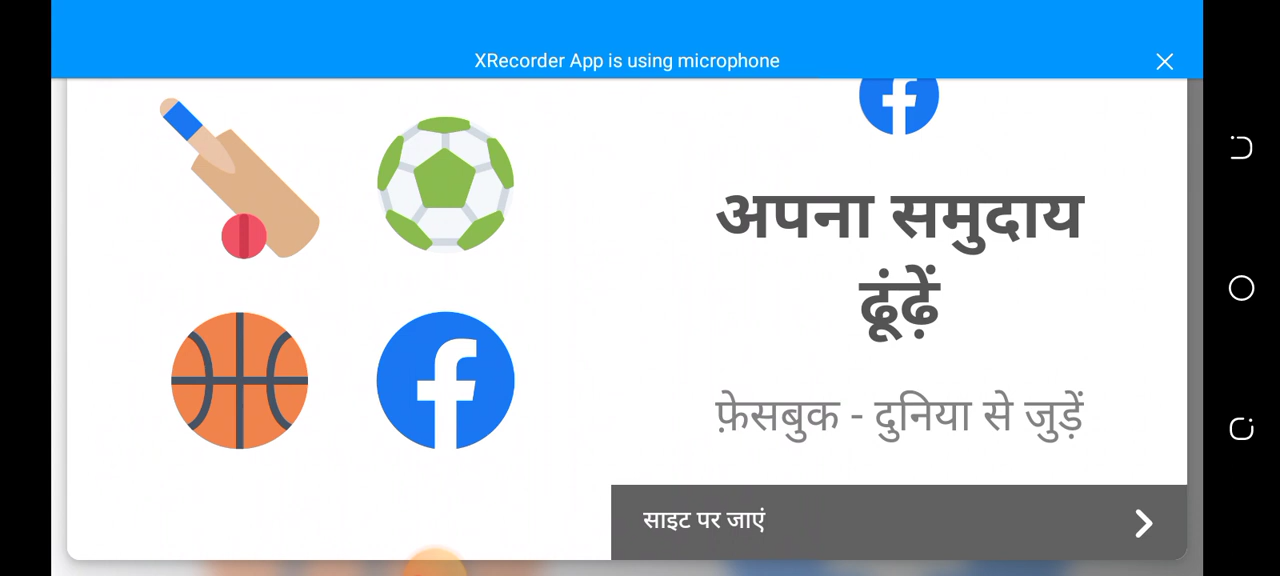 XRecorder App is using microphone
अपना समुदाय
ढूंढ़ें
फ़ेसबुक - दुनिया से जुड़ें
साइट पर जाएं